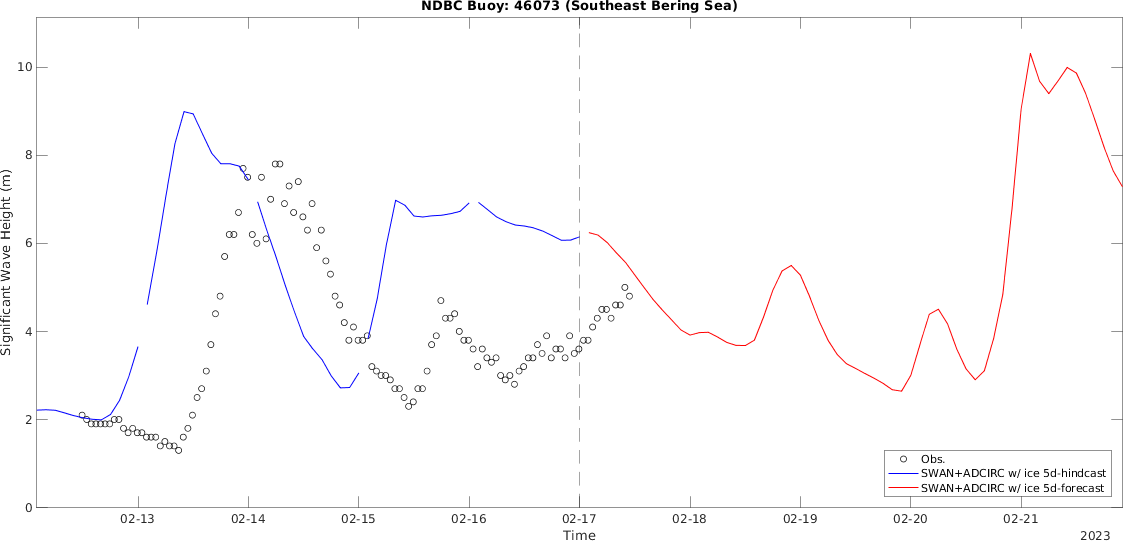 NDBC Buoy: 46073 (Southeast Bering Sea)
Significant Wave Height (m)
10
8
6
4
2
0
Obs.
SWAN+ADCIRC w/ ice 5d-hindcast
SWAN+ADCIRC w/ ice 5d-forecast
02-13 02-14 02-15 02-16 02-17 02-18 02-19 02-20 02-21
Time
2023